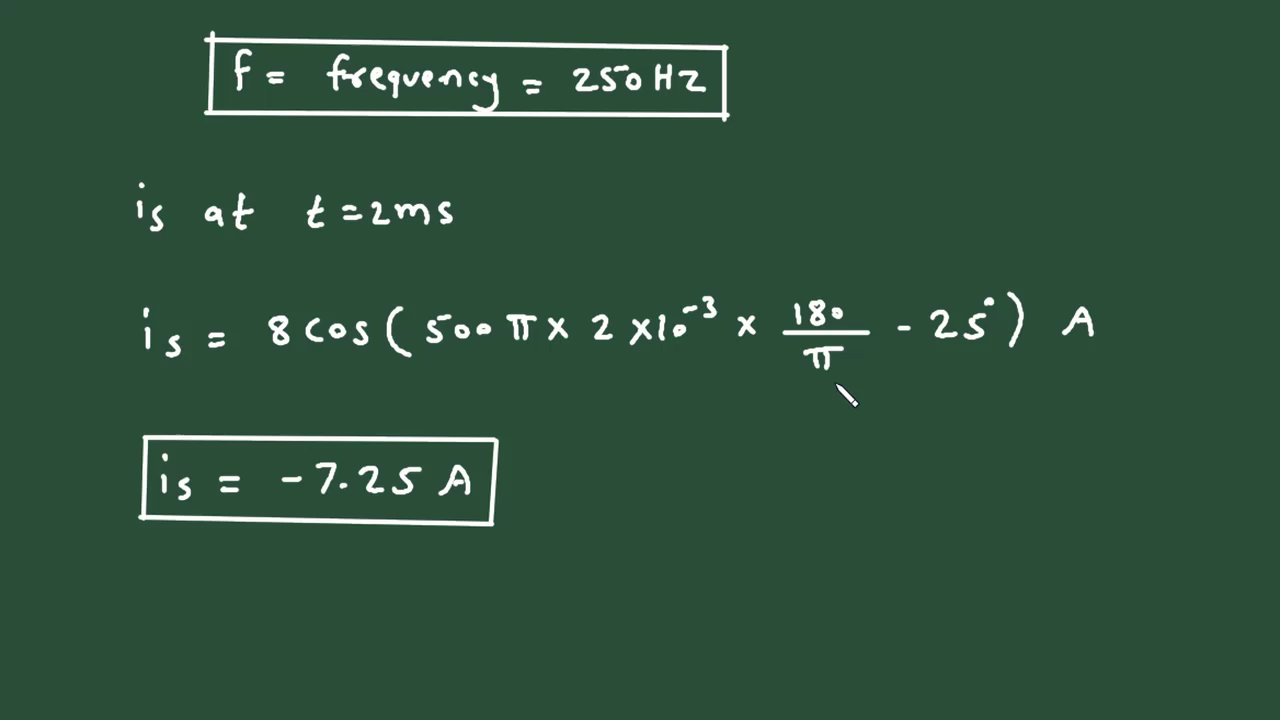 f = frequency = 250 Hz
is at t = 2ms
is = 8 cos( 500 π × 2 ×10⁻³ × 180/π - 25°) A
is = -7.25 A